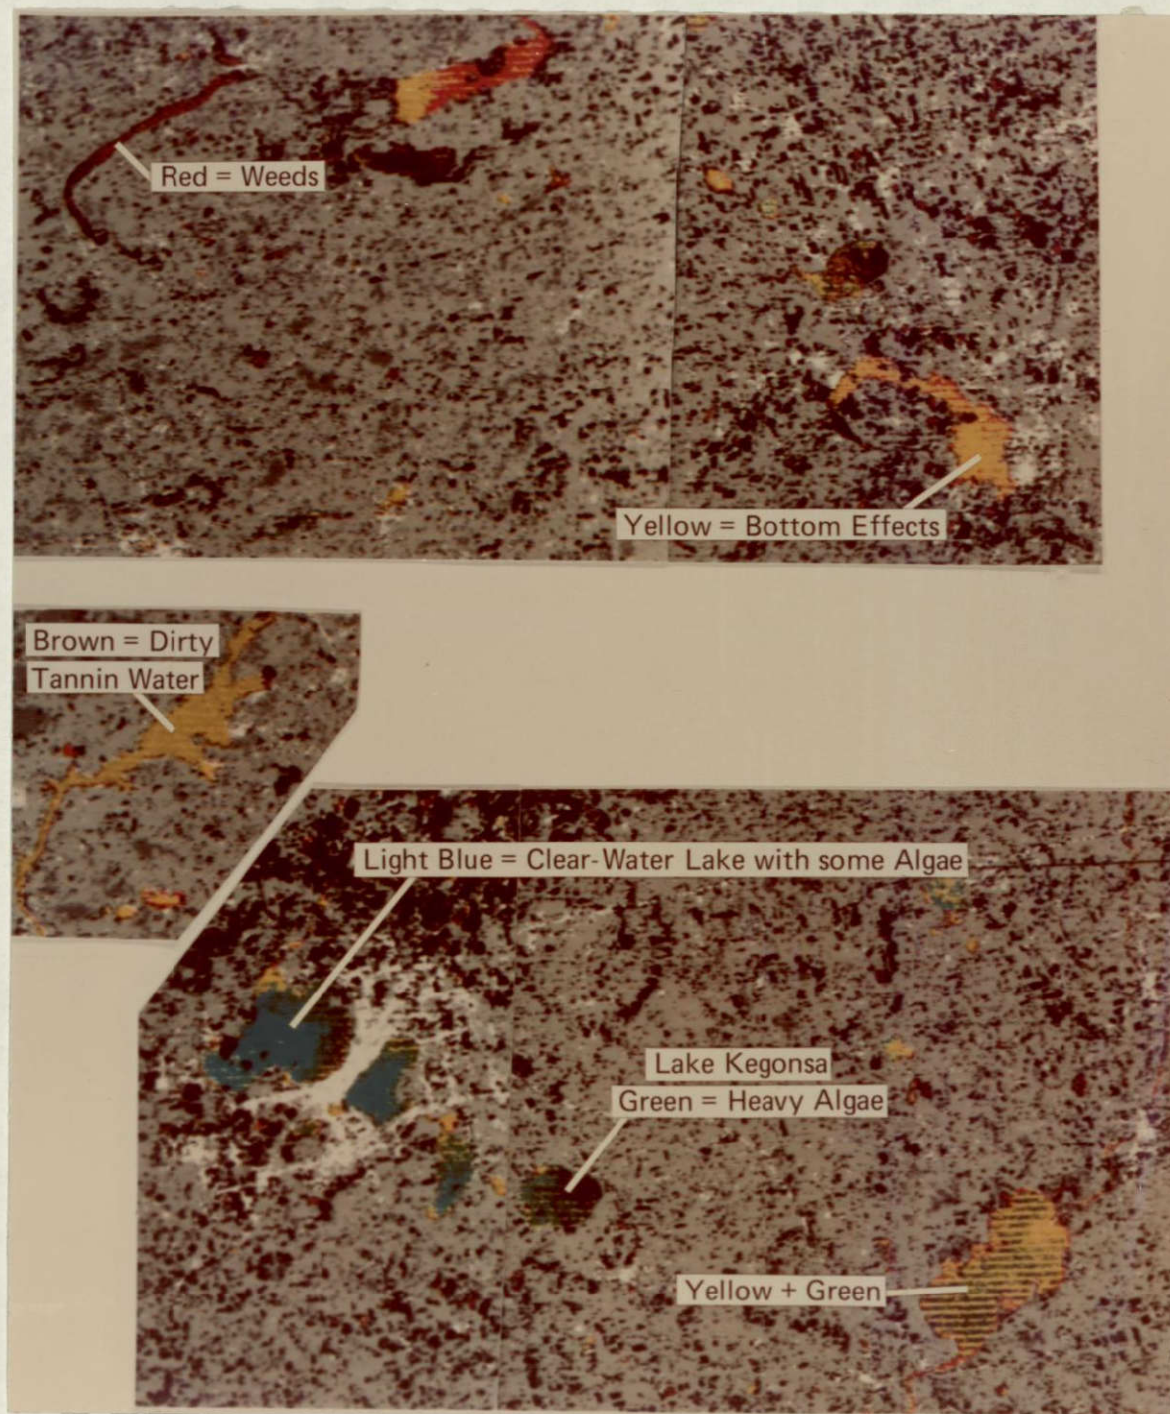 Red = Weeds
Yellow = Bottom Effects
Brown = Dirty
Tannin Water
Light Blue = Clear-Water Lake with some Algae
Lake Kegonsa
Green = Heavy Algae
Yellow + Green